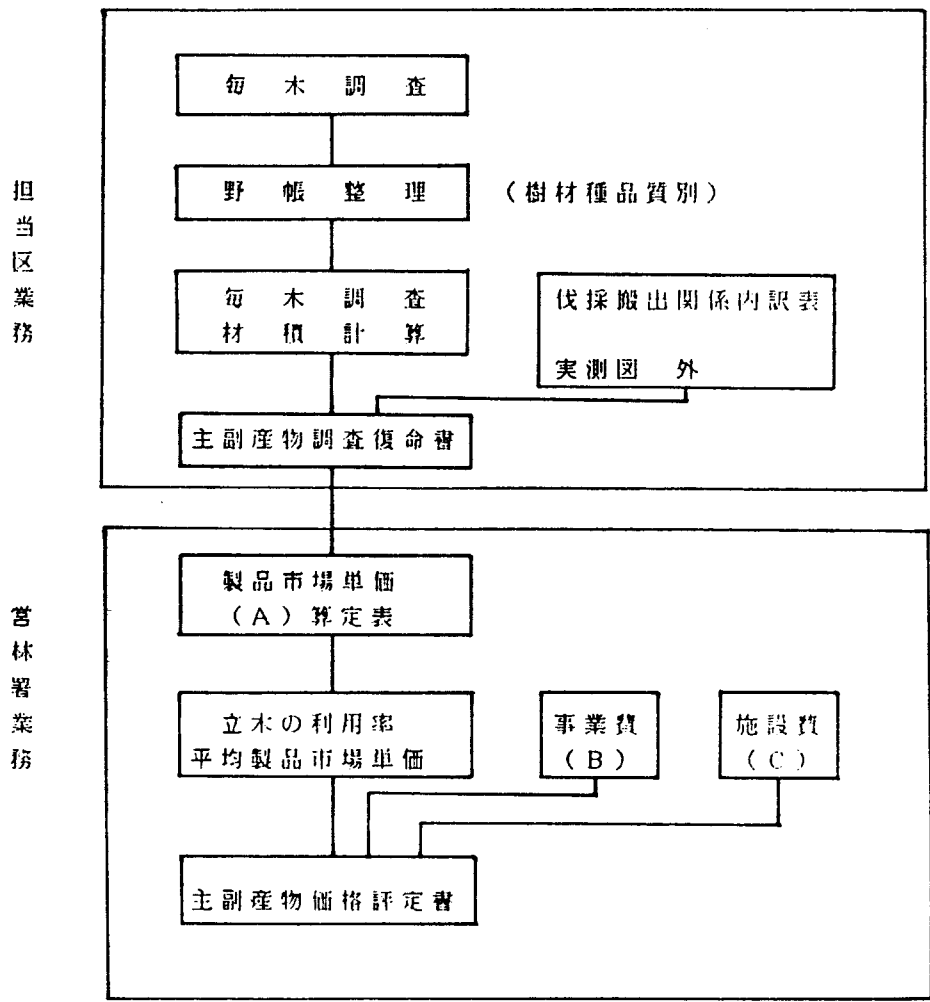 担当区業務
毎木調査
野帳整理
（樹材種品質別）
毎木調査
材積計算
伐採搬出関係内訳表
実測図 外
主副産物調査復命書
営林署業務
製品市場単価
（A）算定表
立木の利用率
平均製品市場単価
事業費
（B）
施設費
（C）
主副産物価格評定書